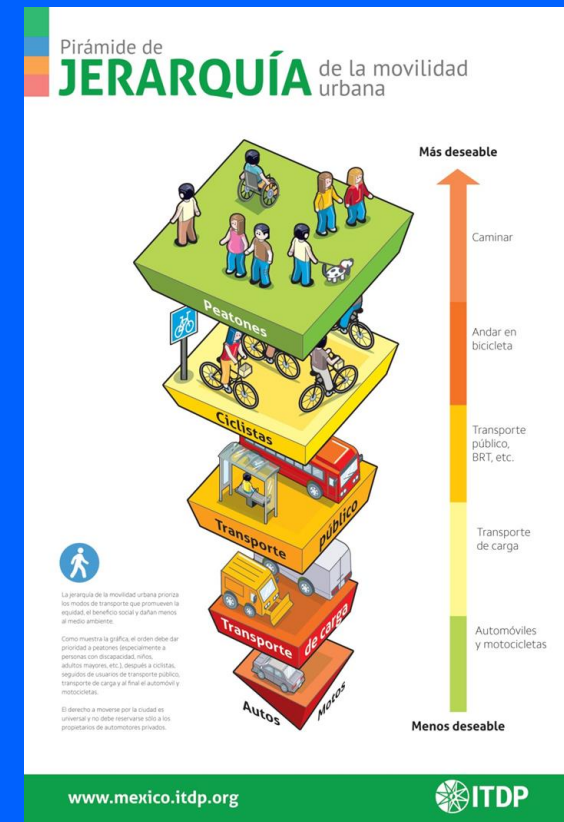 Pirámide de
JERARQUÍA de la movilidad
urbana
Más deseable
Caminar
Andar en
bicicleta
Transporte
público,
BRT, etc.
Transporte
de carga
Automóviles
y motocicletas
Menos deseable
Peatones
Ciclistas
Transporte público
Transporte de carga
Autos Motos
La jerarquía de la movilidad urbana prioriza
los modos de transporte que promueven la
equidad, el beneficio social y dañan menos
al medio ambiente.
Como muestra la gráfica, el orden debe dar
prioridad a peatones (especialmente a
personas con discapacidad, niños,
adultos mayores, etc.), después a ciclistas,
seguidos de usuarios de transporte público,
transporte de carga y al final el automóvil y
motocicletas.
El derecho a moverse por la ciudad es
universal y no debe reservarse sólo a los
propietarios de automotores privados.
www.mexico.itdp.org
ITDP